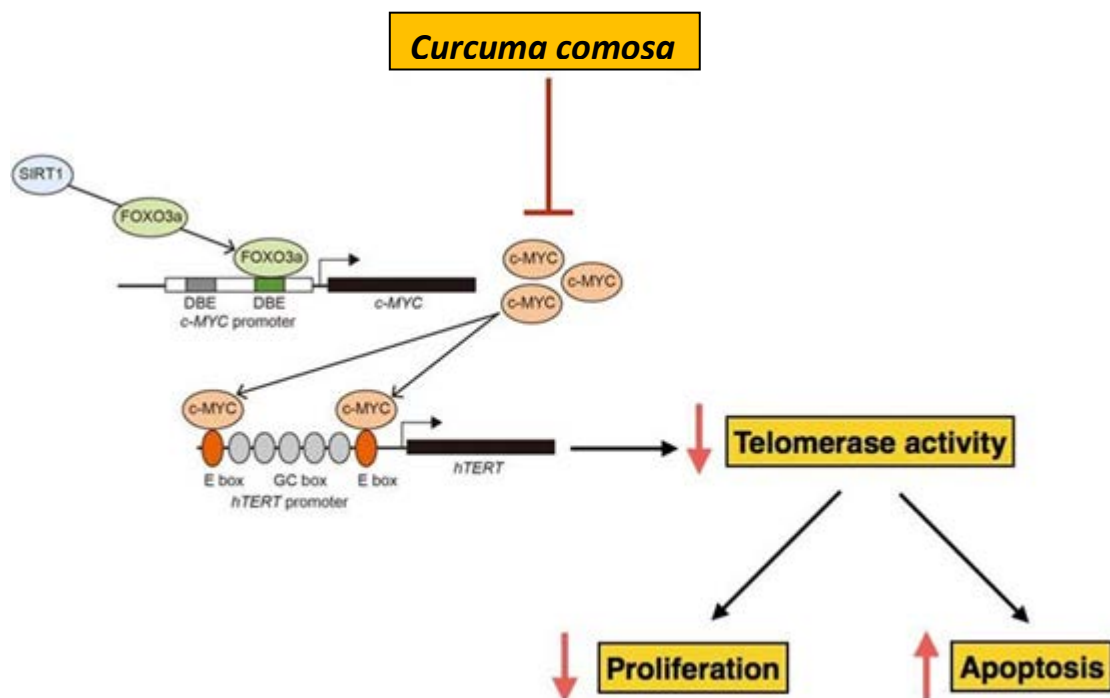 Curcuma comosa
SIRT1
FOXO3a
FOXO3a
DBE
DBE
c-MYC promoter
c-MYC
c-MYC
c-MYC
c-MYC
c-MYC
c-MYC
E box
GC box
E box
hTERT promoter
hTERT
Telomerase activity
Proliferation
Apoptosis